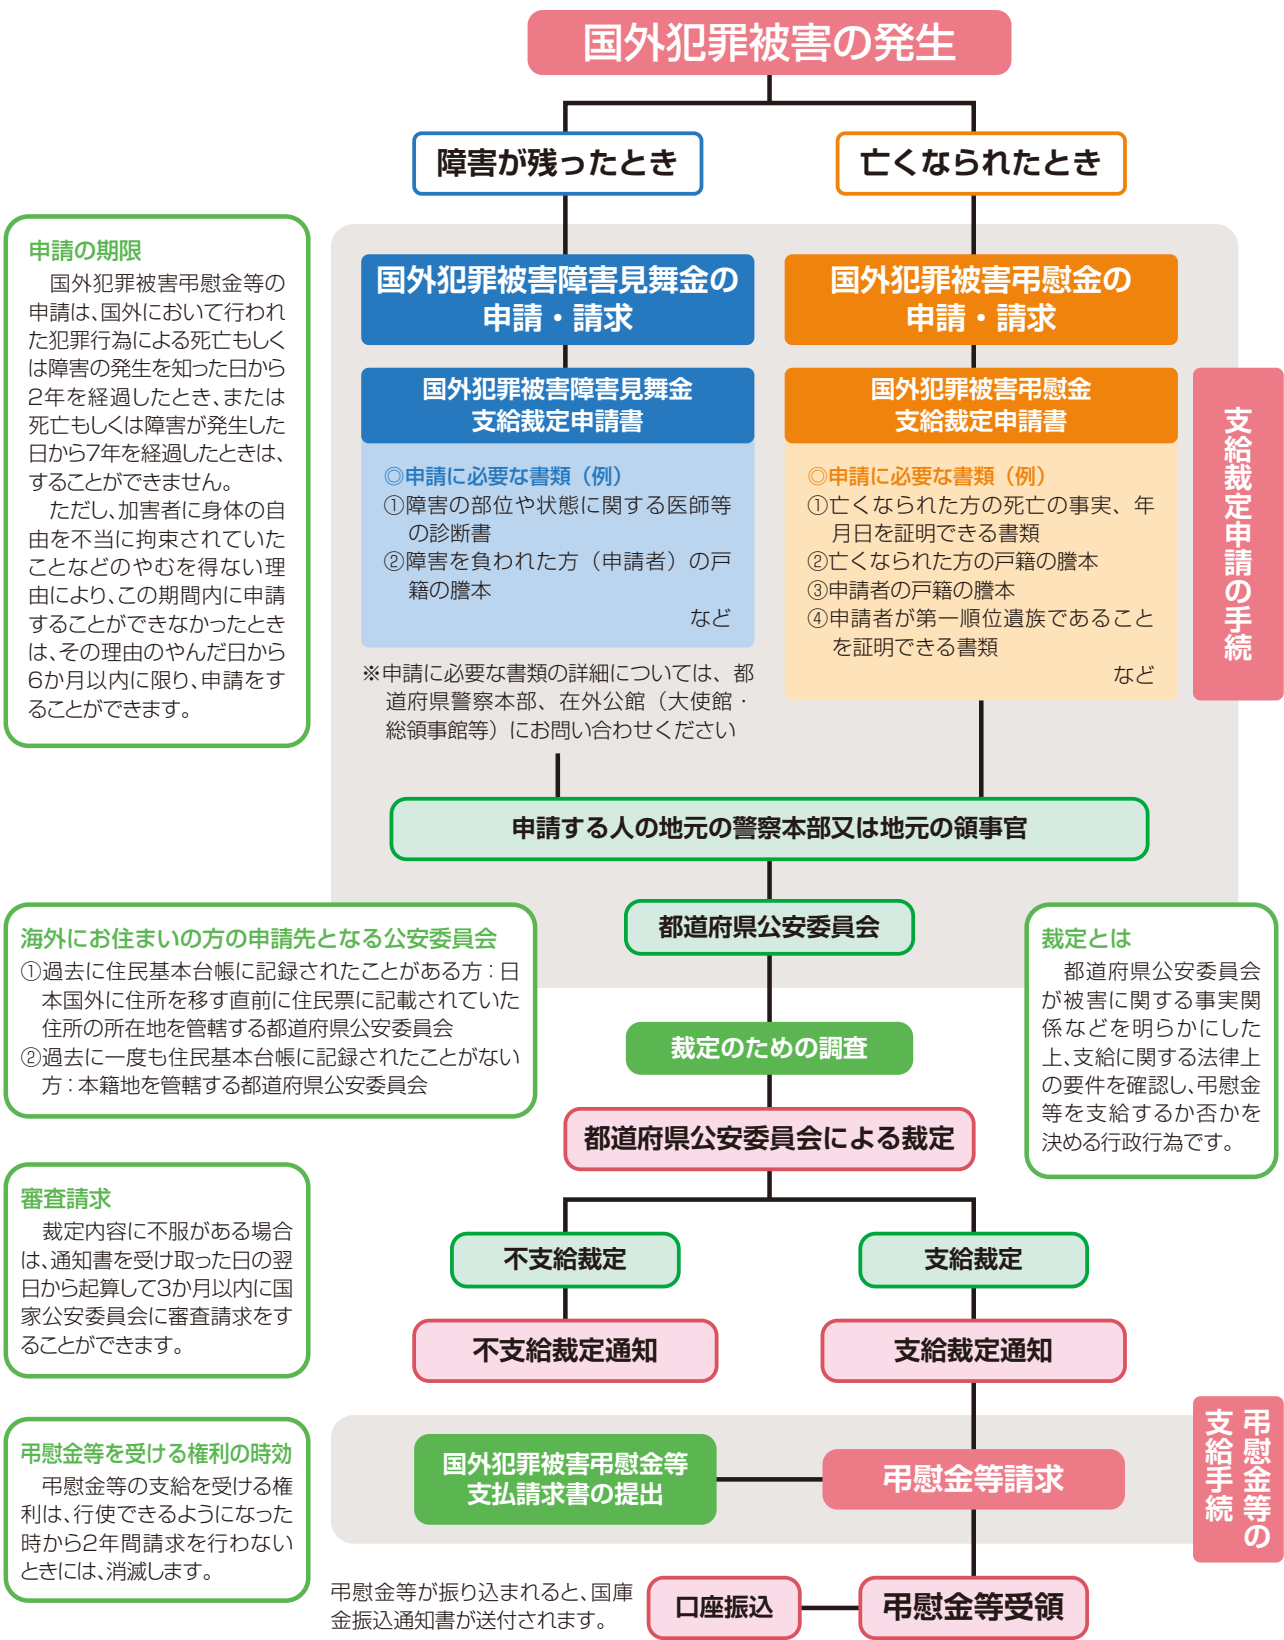 国外犯罪被害の発生
障害が残ったとき
亡くなられたとき
申請の期限
国外犯罪被害弔慰金等の
申請は、国外において行われ
た犯罪行為による死亡もしく
は障害の発生を知った日から
2年を経過したとき、または
死亡もしくは障害が発生した
日から7年を経過したときは、
することができません。
ただし、加害者に身体の自
由を不当に拘束されていた
ことなどのやむを得ない理
由により、この期間内に申請
することができなかったとき
は、その理由のやんだ日から
6か月以内に限り、申請をす
ることができます。
国外犯罪被害障害見舞金の
申請・請求
国外犯罪被害障害見舞金
支給裁定申請書
◎申請に必要な書類（例）
①障害の部位や状態に関する医師等
の診断書
②障害を負われた方（申請者）の戸
籍の謄本
など
※申請に必要な書類の詳細については、都
道府県警察本部、在外公館（大使館・
総領事館等）にお問い合わせください
国外犯罪被害弔慰金の
申請・請求
国外犯罪被害弔慰金
支給裁定申請書
◎申請に必要な書類（例）
①亡くなられた方の死亡の事実、年
月日を証明できる書類
②亡くなられた方の戸籍の謄本
③申請者の戸籍の謄本
④申請者が第一順位遺族であること
を証明できる書類
など
支給裁定申請の手続
申請する人の地元の警察本部又は地元の領事官
都道府県公安委員会
海外にお住まいの方の申請先となる公安委員会
①過去に住民基本台帳に記録されたことがある方：日
本国外に住所を移す直前に住民票に記載されていた
住所の所在地を管轄する都道府県公安委員会
②過去に一度も住民基本台帳に記録されたことがない
方：本籍地を管轄する都道府県公安委員会
裁定とは
都道府県公安委員会
が被害に関する事実関
係などを明らかにした
上、支給に関する法律上
の要件を確認し、弔慰金
等を支給するか否かを
決める行政行為です。
裁定のための調査
都道府県公安委員会による裁定
審査請求
裁定内容に不服がある場合
は、通知書を受け取った日の翌
日から起算して3か月以内に国
家公安委員会に審査請求をす
ることができます。
不支給裁定
支給裁定
不支給裁定通知
支給裁定通知
弔慰金等を受ける権利の時効
弔慰金等の支給を受ける権
利は、行使できるようになった
時から2年間請求を行わない
ときには、消滅します。
国外犯罪被害弔慰金等
支払請求書の提出
弔慰金等請求
弔慰金等の
支給手続
弔慰金等が振り込まれると、国庫
金振込通知書が送付されます。
口座振込
弔慰金等受領